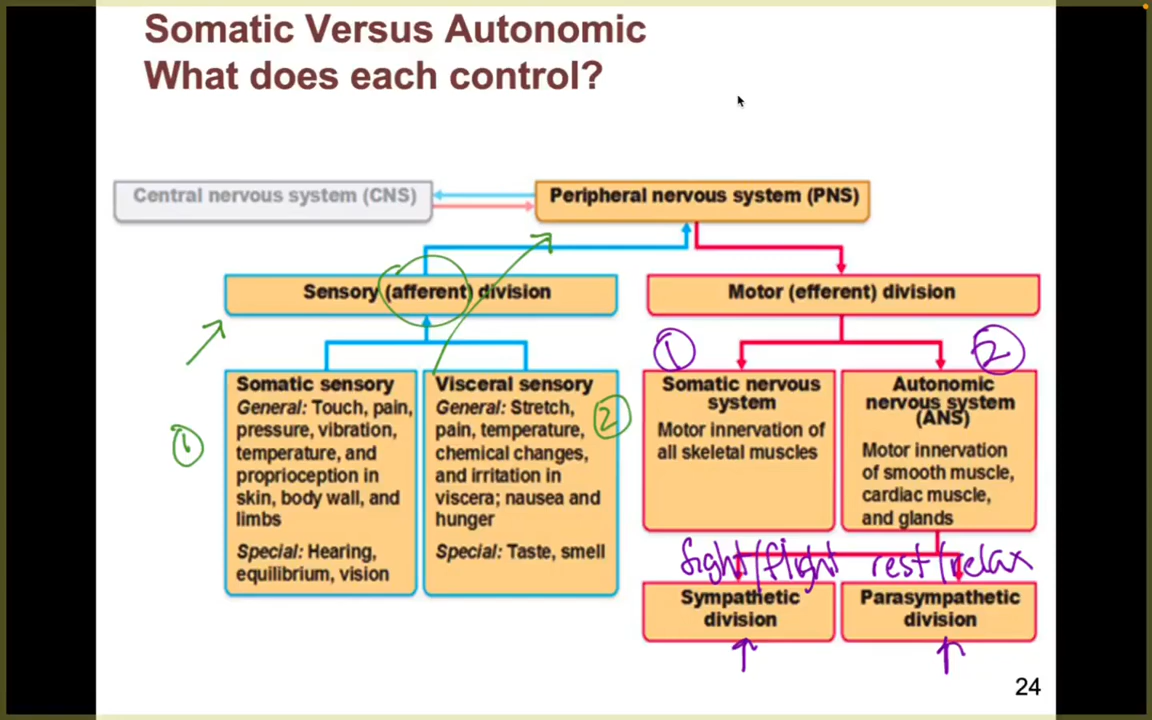 Somatic Versus Autonomic
What does each control?
Central nervous system (CNS)
Peripheral nervous system (PNS)
Sensory (afferent) division
Motor (efferent) division
1
Somatic sensory
General: Touch, pain,
pressure, vibration,
temperature, and
proprioception in
skin, body wall, and
limbs
Special: Hearing,
equilibrium, vision
2
Visceral sensory
General: Stretch,
pain, temperature,
chemical changes,
and irritation in
viscera; nausea and
hunger
Special: Taste, smell
1
Somatic nervous
system
Motor innervation of
all skeletal muscles
2
Autonomic
nervous system
(ANS)
Motor innervation
of smooth muscle,
cardiac muscle,
and glands
fight/flight
rest/relax
Sympathetic
division
Parasympathetic
division
24